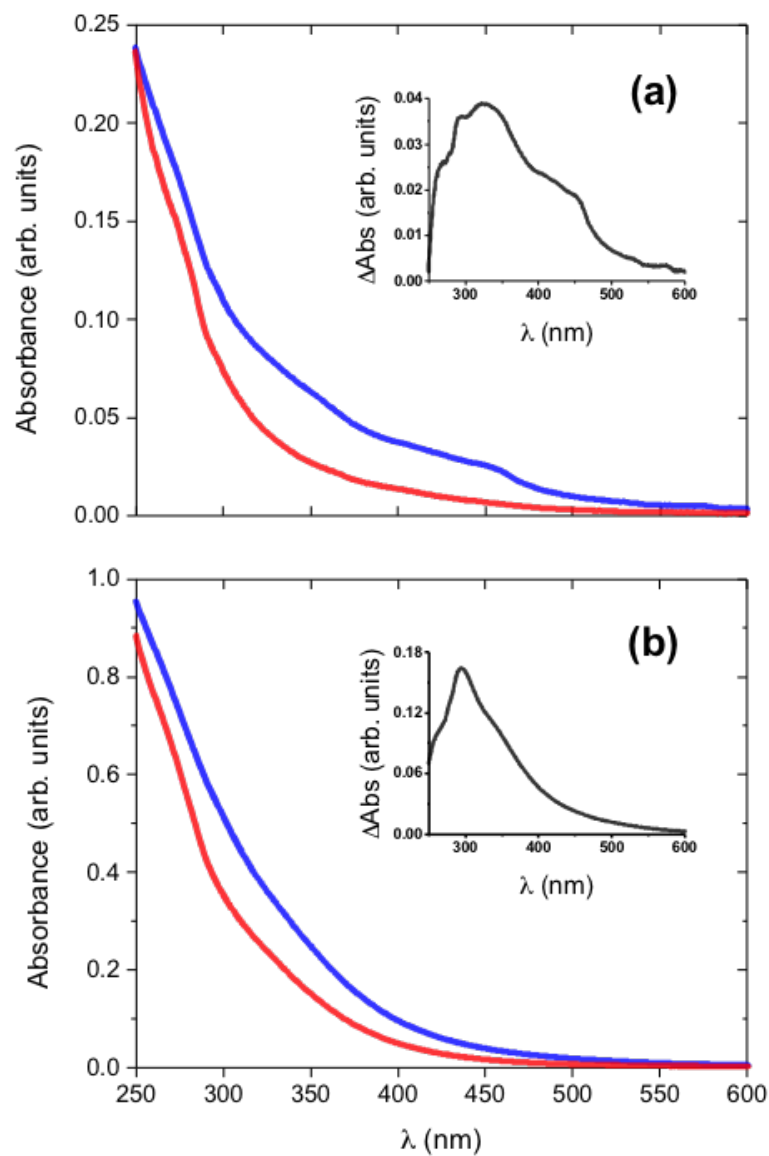 0.25
0.20
0.15
0.10
0.05
0.00
Absorbance (arb. units)
(a)
0.04
0.03
0.02
0.01
0.00
ΔAbs (arb. units)
300 400 500 600
λ (nm)
1.0
0.8
0.6
0.4
0.2
0.0
Absorbance (arb. units)
(b)
0.18
0.12
0.06
0.00
ΔAbs (arb. units)
300 400 500 600
λ (nm)
250 300 350 400 450 500 550 600
λ (nm)